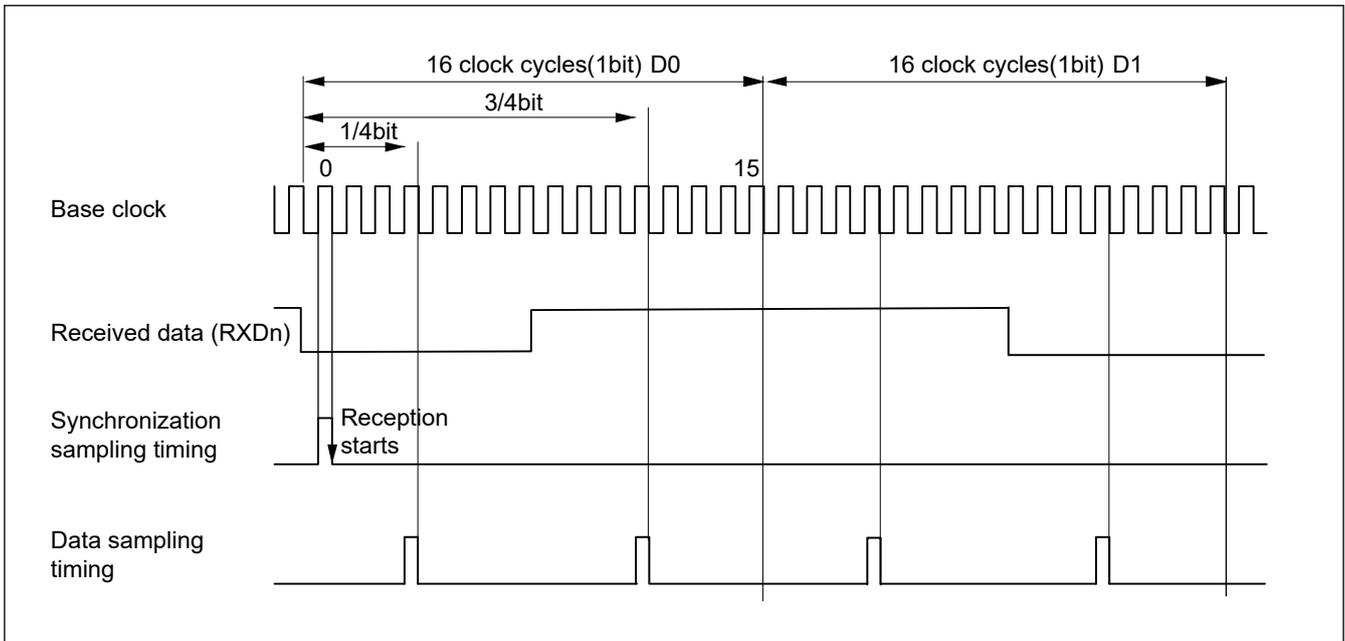 16 clock cycles(1bit) D0
16 clock cycles(1bit) D1
3/4bit
1/4bit
0
15
Base clock
Received data (RXDn)
Synchronization
sampling timing
Reception
starts
Data sampling
timing